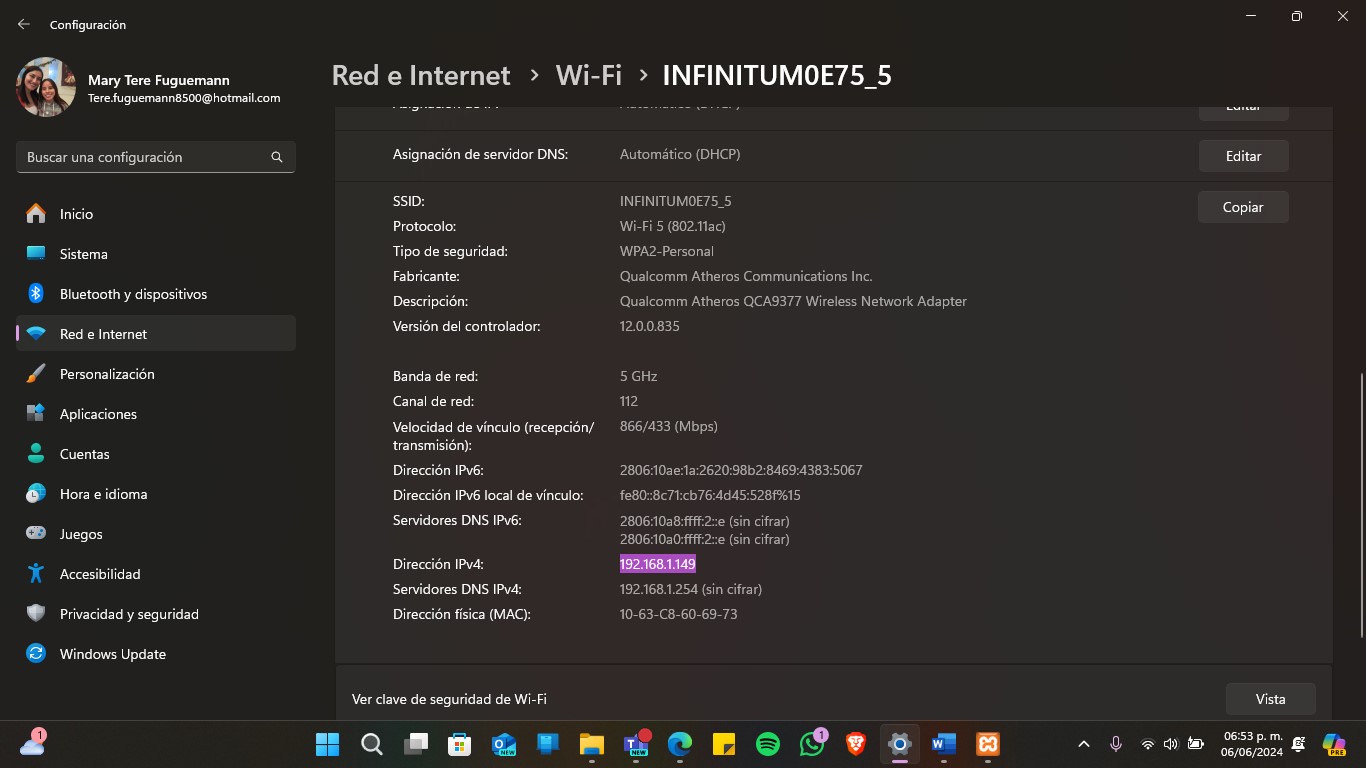 Configuración
Mary Tere Fuguemann
Tere.fuguemann8500@hotmail.com
Buscar una configuración
Inicio
Sistema
Bluetooth y dispositivos
Red e Internet
Personalización
Aplicaciones
Cuentas
Hora e idioma
Juegos
Accesibilidad
Privacidad y seguridad
Windows Update
Red e Internet > Wi-Fi > INFINITUM0E75_5
Asignación de servidor DNS: Automático (DHCP) Editar
SSID: INFINITUM0E75_5 Copiar
Protocolo: Wi-Fi 5 (802.11ac)
Tipo de seguridad: WPA2-Personal
Fabricante: Qualcomm Atheros Communications Inc.
Descripción: Qualcomm Atheros QCA9377 Wireless Network Adapter
Versión del controlador: 12.0.0.835
Banda de red: 5 GHz
Canal de red: 112
Velocidad de vínculo (recepción/ 866/433 (Mbps)
transmisión):
Dirección IPv6: 2806:10ae:1a:2620:98b2:8469:4383:5067
Dirección IPv6 local de vínculo: fe80::8c71:cb76:4d45:528f%15
Servidores DNS IPv6: 2806:10a8:ffff:2::e (sin cifrar)
2806:10a0:ffff:2::e (sin cifrar)
Dirección IPv4: 192.168.1.149
Servidores DNS IPv4: 192.168.1.254 (sin cifrar)
Dirección física (MAC): 10-63-C8-60-69-73
Ver clave de seguridad de Wi-Fi Vista
1
NEW
NEW
1
06:53 p. m.
06/06/2024
PRE